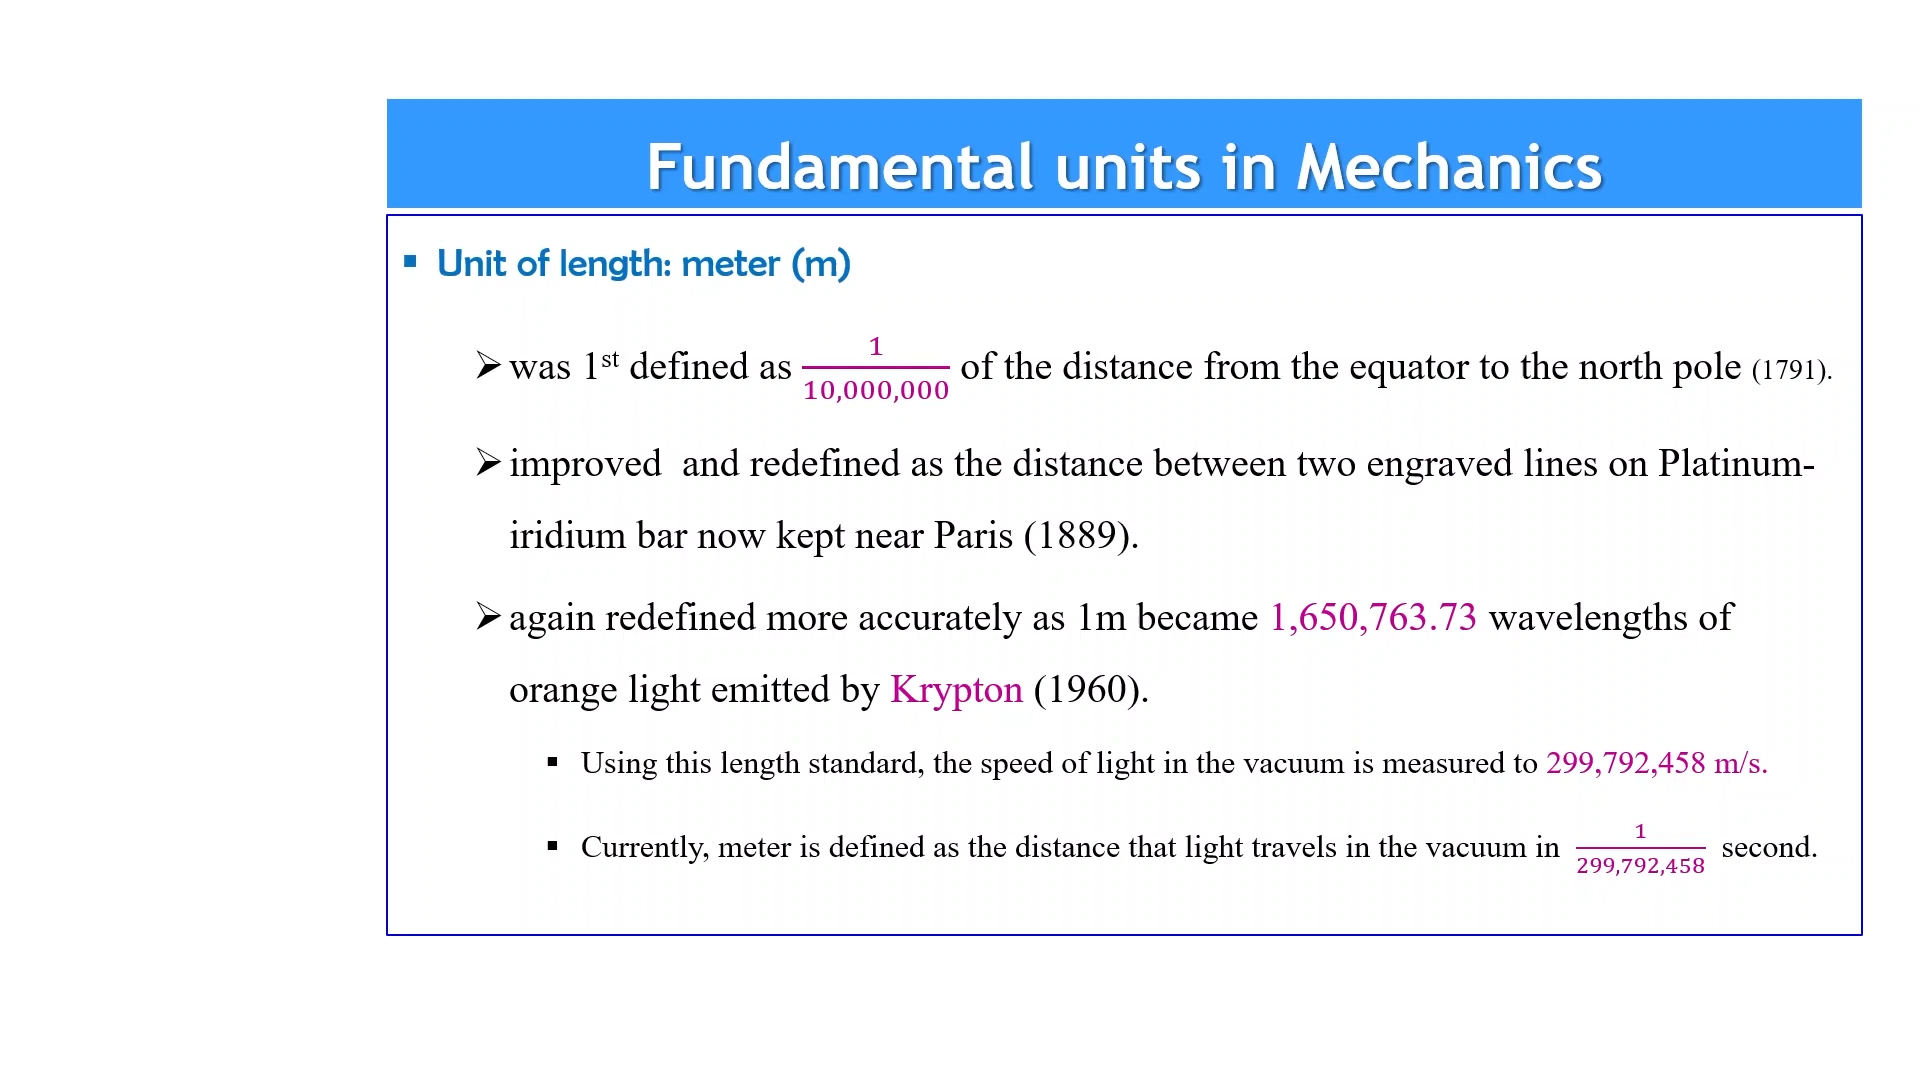 Fundamental units in Mechanics
▪ Unit of length: meter (m)
➢ was 1st defined as 1/10,000,000 of the distance from the equator to the north pole (1791).
➢ improved  and redefined as the distance between two engraved lines on Platinum-
iridium bar now kept near Paris (1889).
➢ again redefined more accurately as 1m became 1,650,763.73 wavelengths of
orange light emitted by Krypton (1960).
▪ Using this length standard, the speed of light in the vacuum is measured to 299,792,458 m/s.
▪ Currently, meter is defined as the distance that light travels in the vacuum in 1/299,792,458 second.